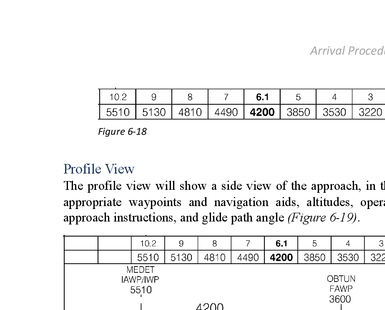 Arrival Proced
10.2 9 8 7 6.1 5 4 3
5510 5130 4810 4490 4200 3850 3530 3220
Figure 6-18
Profile View
The profile view will show a side view of the approach, in th
appropriate waypoints and navigation aids, altitudes, opera
approach instructions, and glide path angle (Figure 6-19).
10.2 9 8 7 6.1 5 4 3
5510 5130 4810 4490 4200 3850 3530 322
MEDET
IAWP/IWP
5510
OBTUN
FAWP
3600
4200